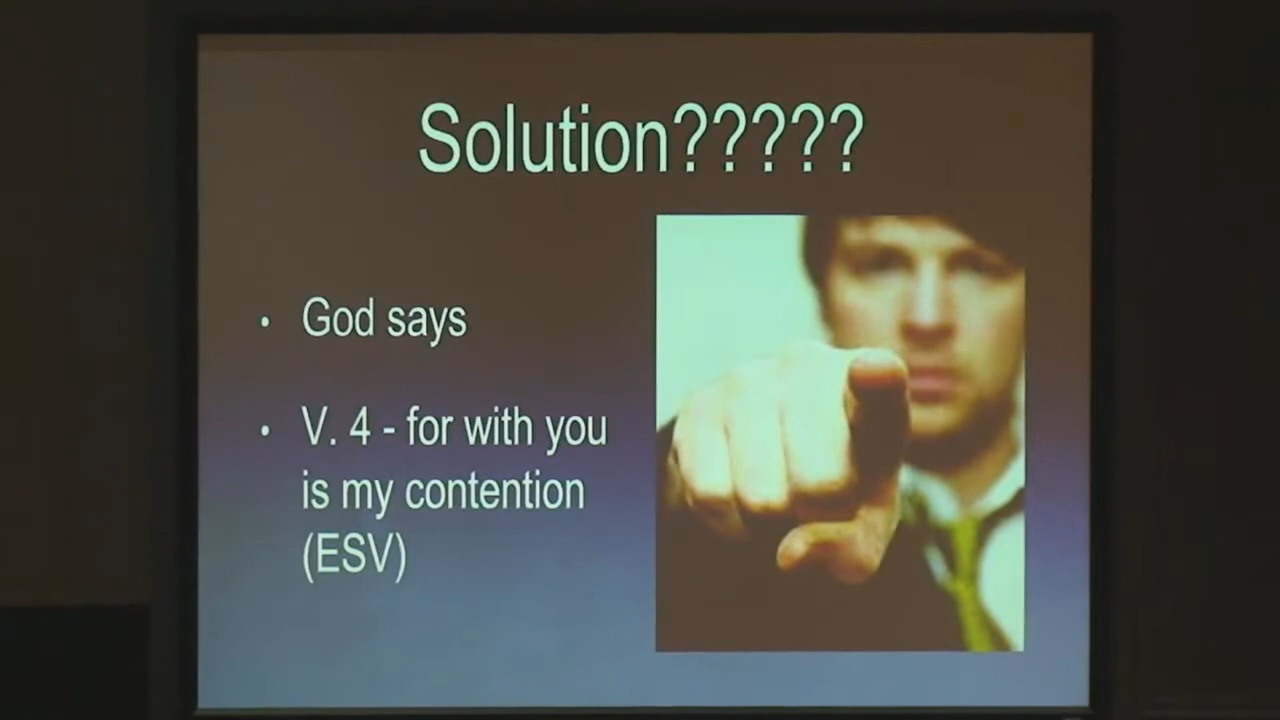 Solution?????
• God says
• V. 4 - for with you
is my contention
(ESV)